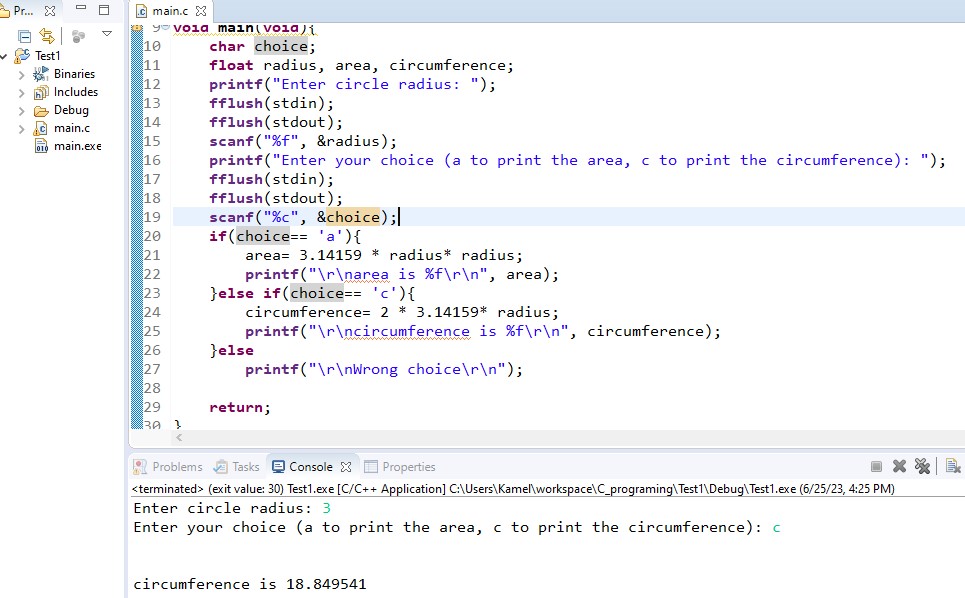 Pr...
Test1
Binaries
Includes
Debug
main.c
main.exe
main.c
9 void main(void){
10 char choice;
11 float radius, area, circumference;
12 printf("Enter circle radius: ");
13 fflush(stdin);
14 fflush(stdout);
15 scanf("%f", &radius);
16 printf("Enter your choice (a to print the area, c to print the circumference): ");
17 fflush(stdin);
18 fflush(stdout);
19 scanf("%c", &choice);
20 if(choice== 'a'){
21 area= 3.14159 * radius* radius;
22 printf("\r\narea is %f\r\n", area);
23 }else if(choice== 'c'){
24 circumference= 2 * 3.14159* radius;
25 printf("\r\ncircumference is %f\r\n", circumference);
26 }else
27 printf("\r\nWrong choice\r\n");
28
29 return;
30 }
Problems Tasks Console Properties
<terminated> (exit value: 30) Test1.exe [C/C++ Application] C:\Users\Kamel\workspace\C_programing\Test1\Debug\Test1.exe (6/25/23, 4:25 PM)
Enter circle radius: 3
Enter your choice (a to print the area, c to print the circumference): c
circumference is 18.849541